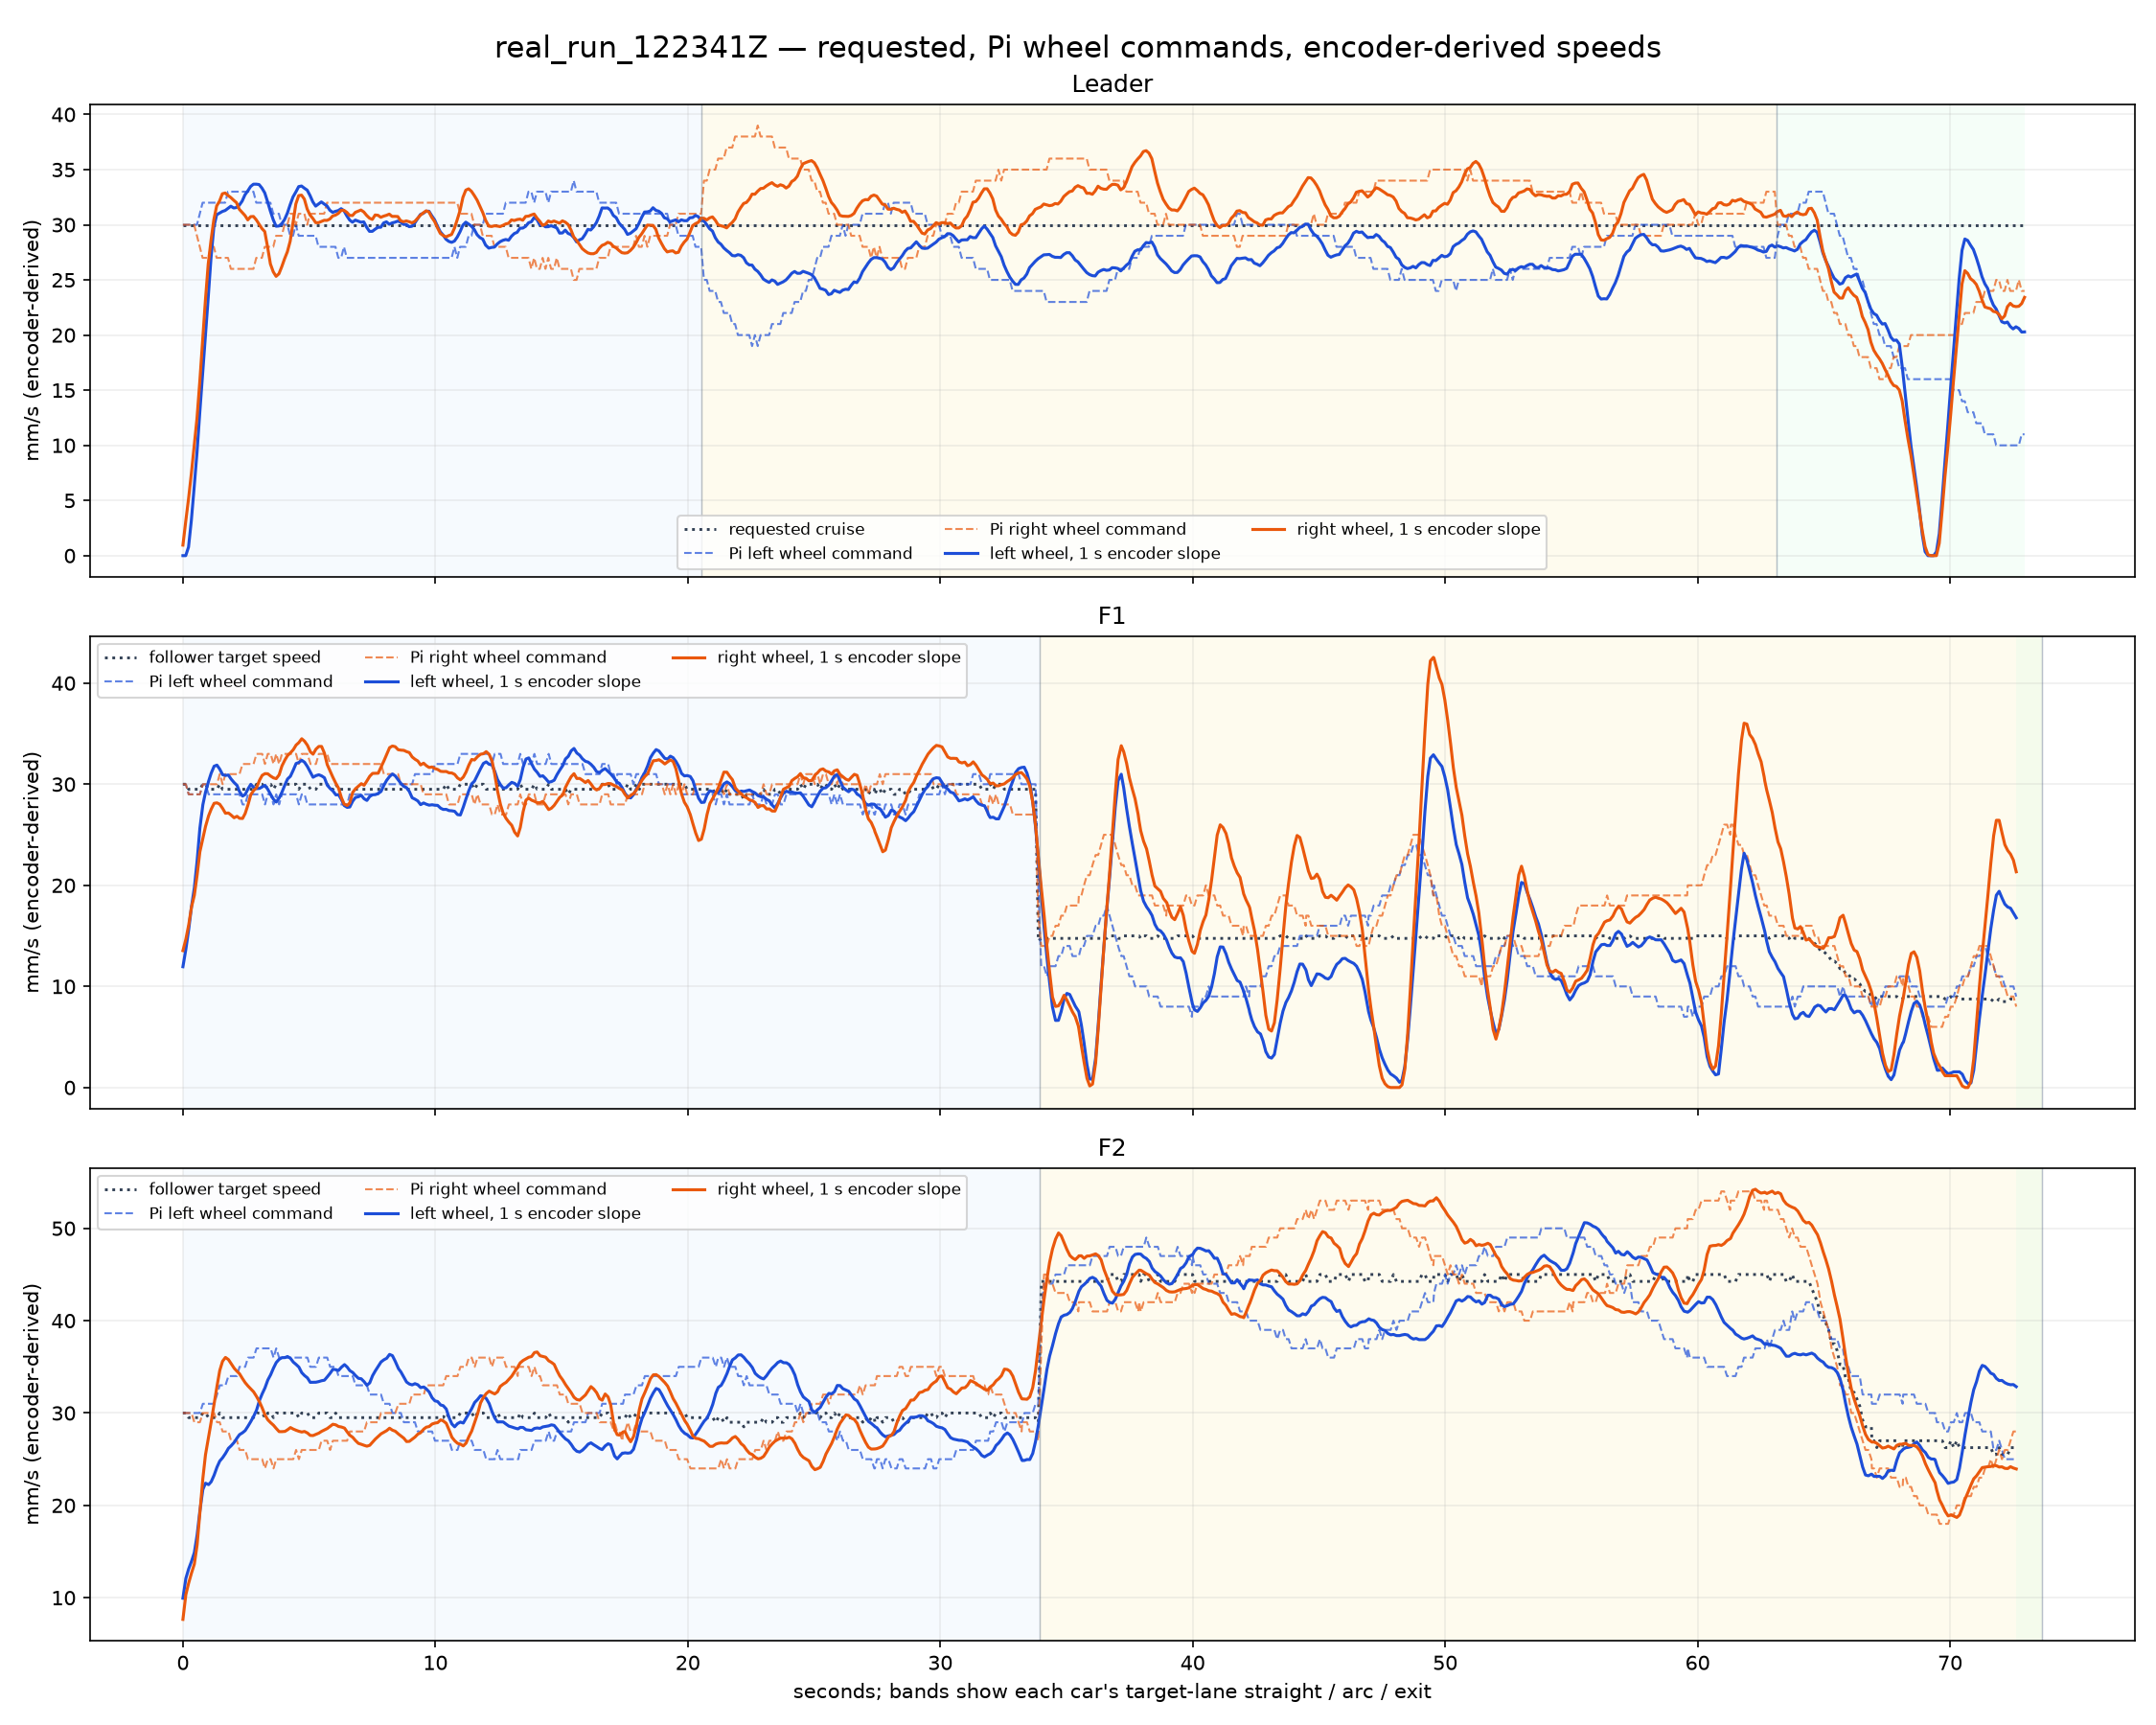 real_run_122341Z — requested, Pi wheel commands, encoder-derived speeds
Leader
mm/s (encoder-derived)
40
35
30
25
20
15
10
5
0
requested cruise
Pi left wheel command
Pi right wheel command
left wheel, 1 s encoder slope
right wheel, 1 s encoder slope
F1
mm/s (encoder-derived)
40
30
20
10
0
follower target speed
Pi left wheel command
Pi right wheel command
left wheel, 1 s encoder slope
right wheel, 1 s encoder slope
F2
mm/s (encoder-derived)
50
40
30
20
10
follower target speed
Pi left wheel command
Pi right wheel command
left wheel, 1 s encoder slope
right wheel, 1 s encoder slope
0 10 20 30 40 50 60 70
seconds; bands show each car's target-lane straight / arc / exit